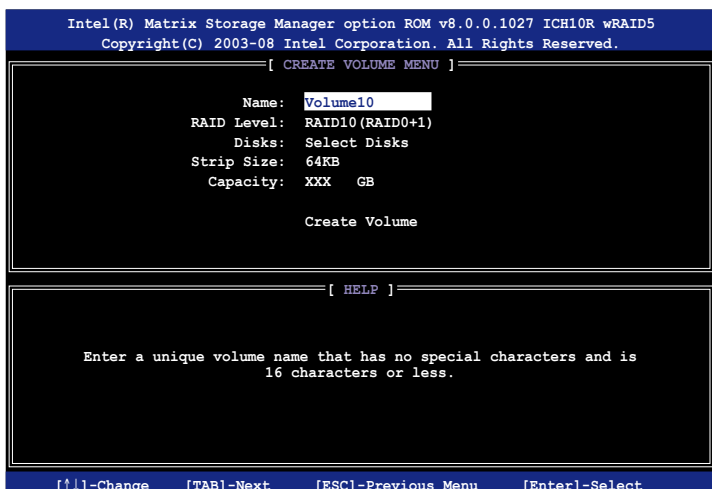 Intel(R) Matrix Storage Manager option ROM v8.0.0.1027 ICH10R wRAID5
Copyright(C) 2003-08 Intel Corporation. All Rights Reserved.
[ CREATE VOLUME MENU ]
Name: Volume10
RAID Level: RAID10(RAID0+1)
Disks: Select Disks
Strip Size: 64KB
Capacity: XXX GB
Create Volume
[ HELP ]
Enter a unique volume name that has no special characters and is
16 characters or less.
[↑↓]-Change [TAB]-Next [ESC]-Previous Menu [Enter]-Select